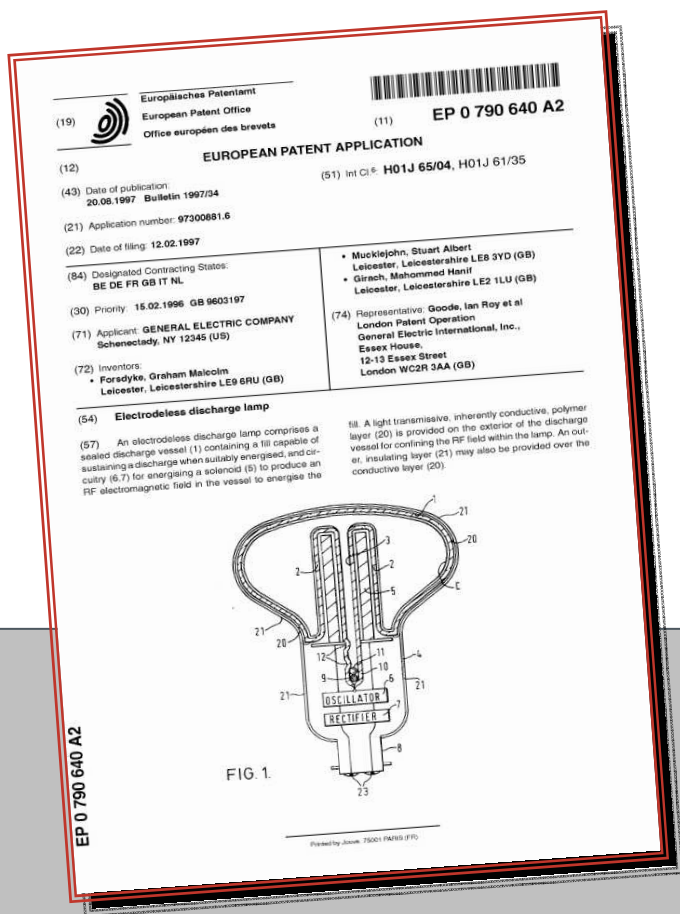 (19)
Europäisches Patentamt
European Patent Office
Office européen des brevets
(11) EP 0 790 640 A2
(12) EUROPEAN PATENT APPLICATION
(43) Date of publication:
20.08.1997 Bulletin 1997/34
(51) Int Cl.6: H01J 65/04, H01J 61/35
(21) Application number: 97300881.6
(22) Date of filing: 12.02.1997
(84) Designated Contracting States:
BE DE FR GB IT NL
(30) Priority: 15.02.1996 GB 9603197
(71) Applicant: GENERAL ELECTRIC COMPANY
Schenectady, NY 12345 (US)
(72) Inventors:
• Forsdyke, Graham Malcolm
Leicester, Leicestershire LE9 6RU (GB)
• Mucklejohn, Stuart Albert
Leicester, Leicestershire LE8 3YD (GB)
• Girach, Mahommed Hanif
Leicester, Leicestershire LE2 1LU (GB)
(74) Representative: Goode, Ian Roy et al
London Patent Operation
General Electric International, Inc.,
Essex House,
12-13 Essex Street
London WC2R 3AA (GB)
(54) Electrodeless discharge lamp
(57) An electrodeless discharge lamp comprises a
sealed discharge vessel (1) containing a fill capable of
sustaining a discharge when suitably energised, and cir-
cuitry (6,7) for energising a solenoid (5) to produce an
RF electromagnetic field in the vessel to energise the
fill. A light transmissive, inherently conductive, polymer
layer (20) is provided on the exterior of the discharge
vessel for confining the RF field within the lamp. An out-
er, insulating layer (21) may also be provided over the
conductive layer (20).
1
21
20
3
2
2
5
E
21
20
12
11
10
9
4
21
21
OSCILLATOR
6
RECTIFIER
7
8
23
FIG. 1.
EP 0 790 640 A2
Printed by Jouve, 75001 PARIS (FR)